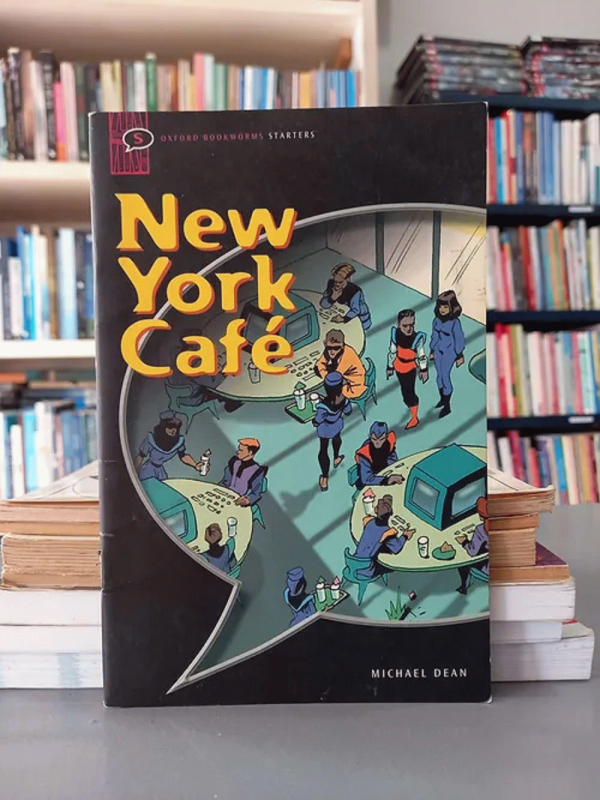 S
OXFORD BOOKWORMS STARTERS
New
York
Café
MICHAEL DEAN